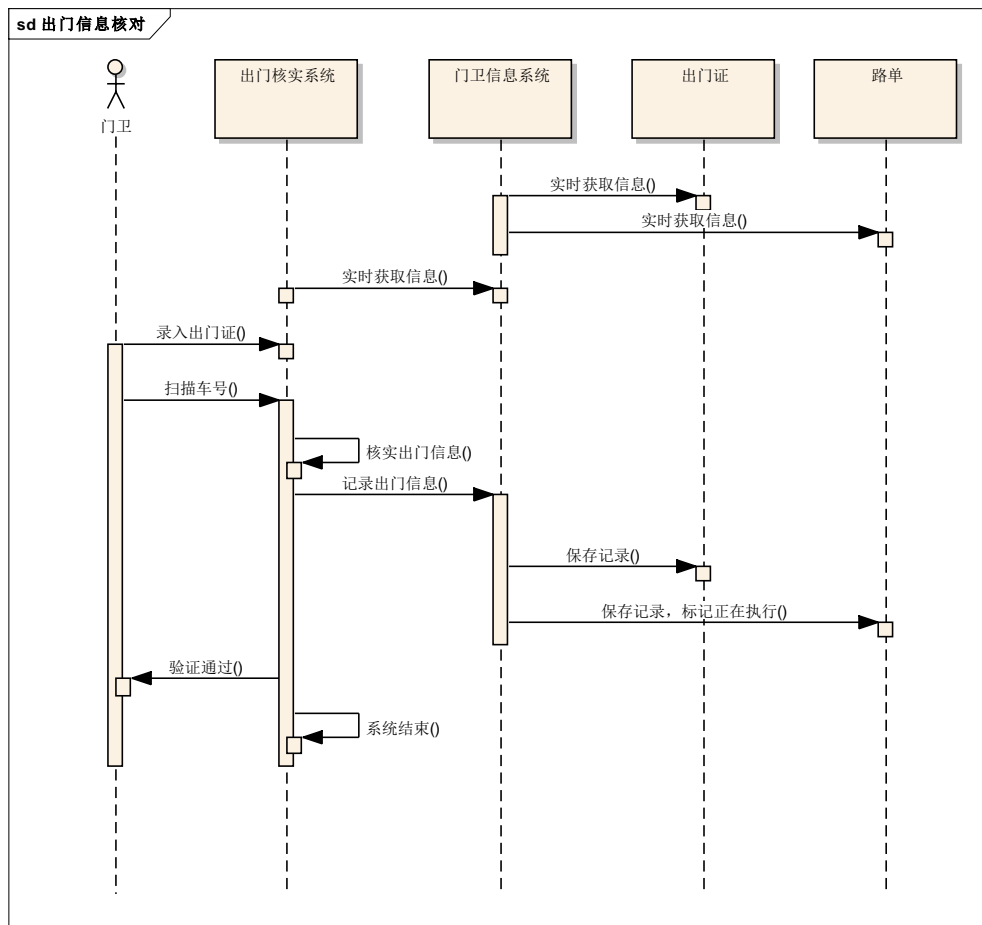 sd 出门信息核对
门卫
出门核实系统
门卫信息系统
出门证
路单
实时获取信息()
实时获取信息()
实时获取信息()
录入出门证()
扫描车号()
核实出门信息()
记录出门信息()
保存记录()
保存记录，标记正在执行()
验证通过()
系统结束()